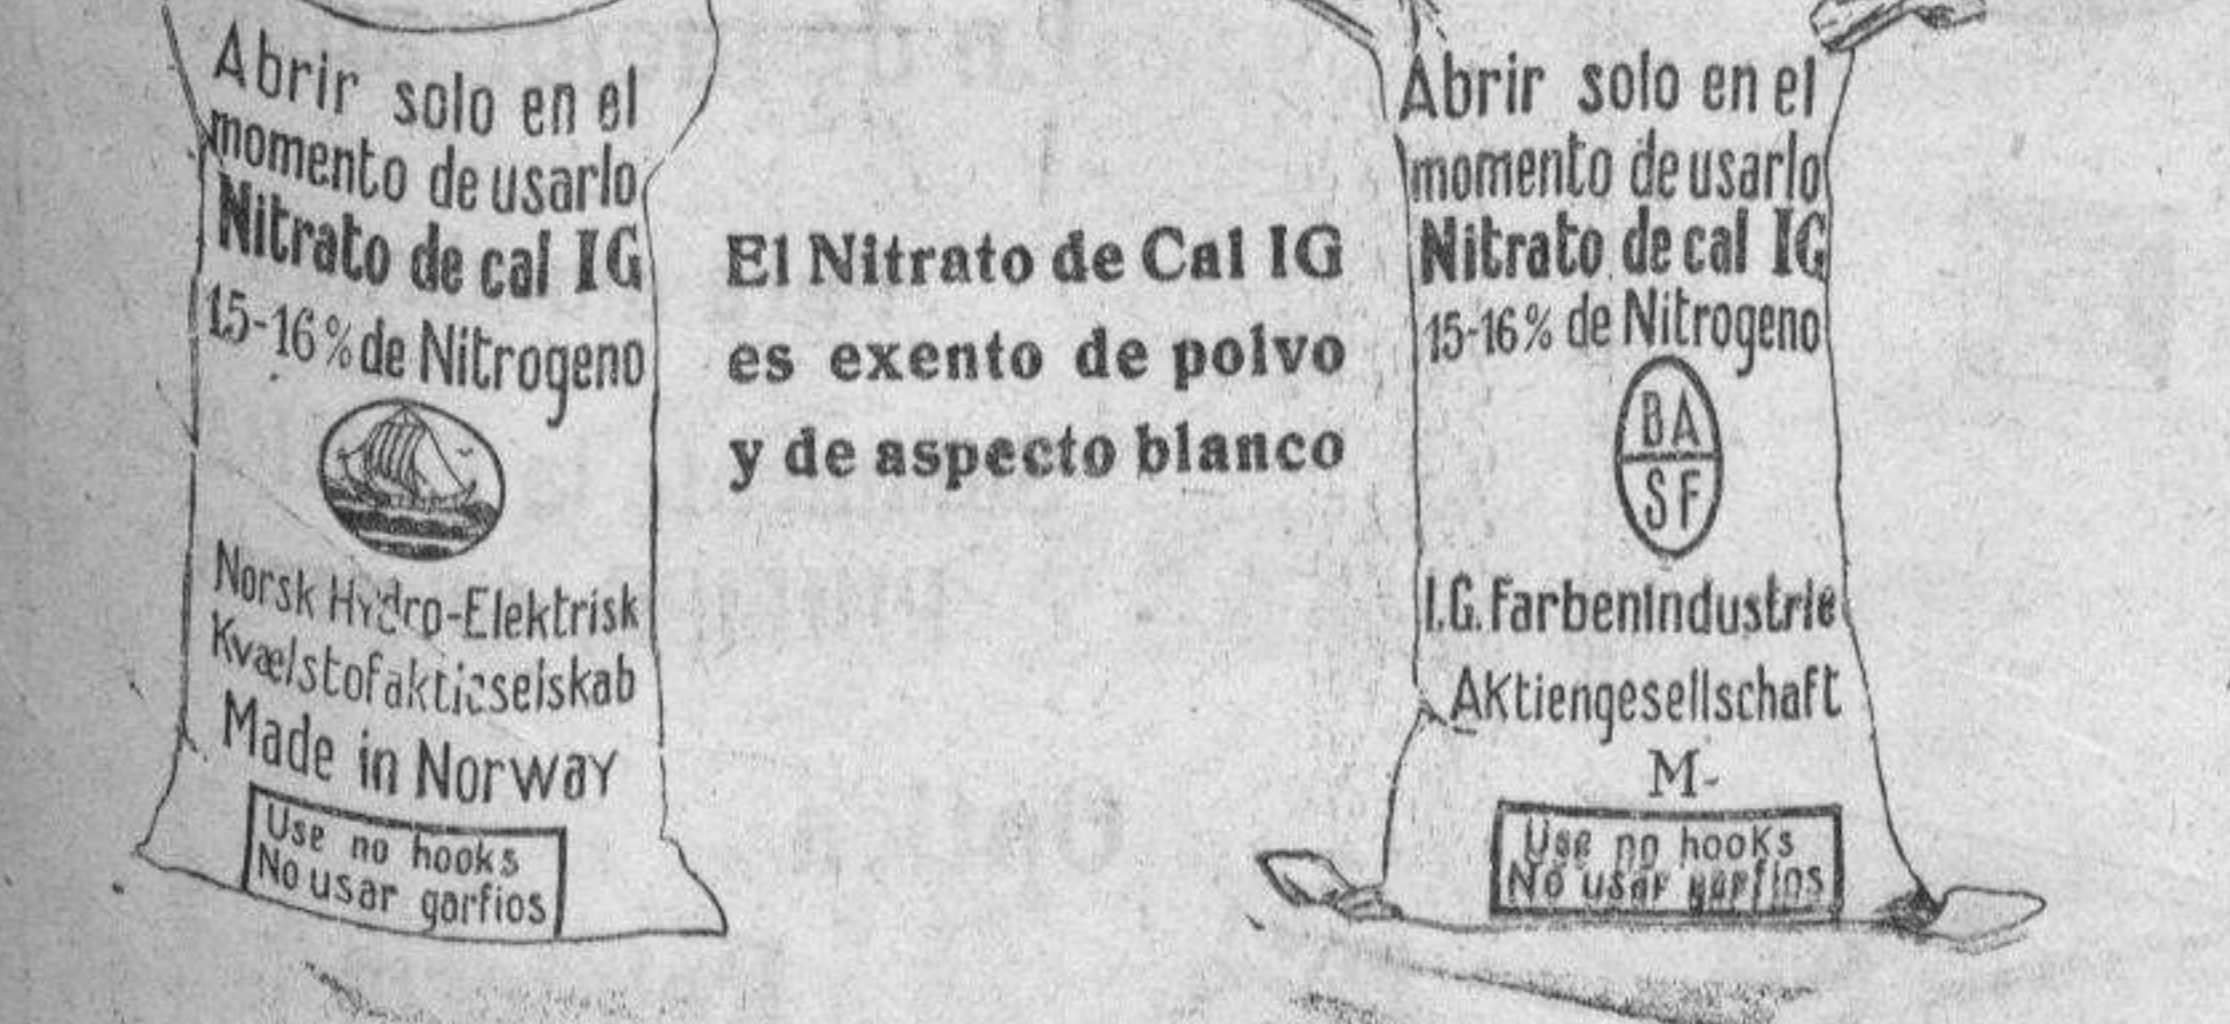 Abrir solo en el
momento de usarlo
Nitrato de cal IG
15-16% de Nitrogeno
Norsk Hydro-Elektrisk
Kvælstofaktieselskab
Made in Norway
Use no hooks
No usar garfios
El Nitrato de Cal IG
es exento de polvo
y de aspecto blanco
Abrir solo en el
momento de usarlo
Nitrato de cal IG
15-16% de Nitrogeno
BA
SF
I.G. Farbenindustrie
Aktiengesellschaft
M-
Use no hooks
No usar garfios